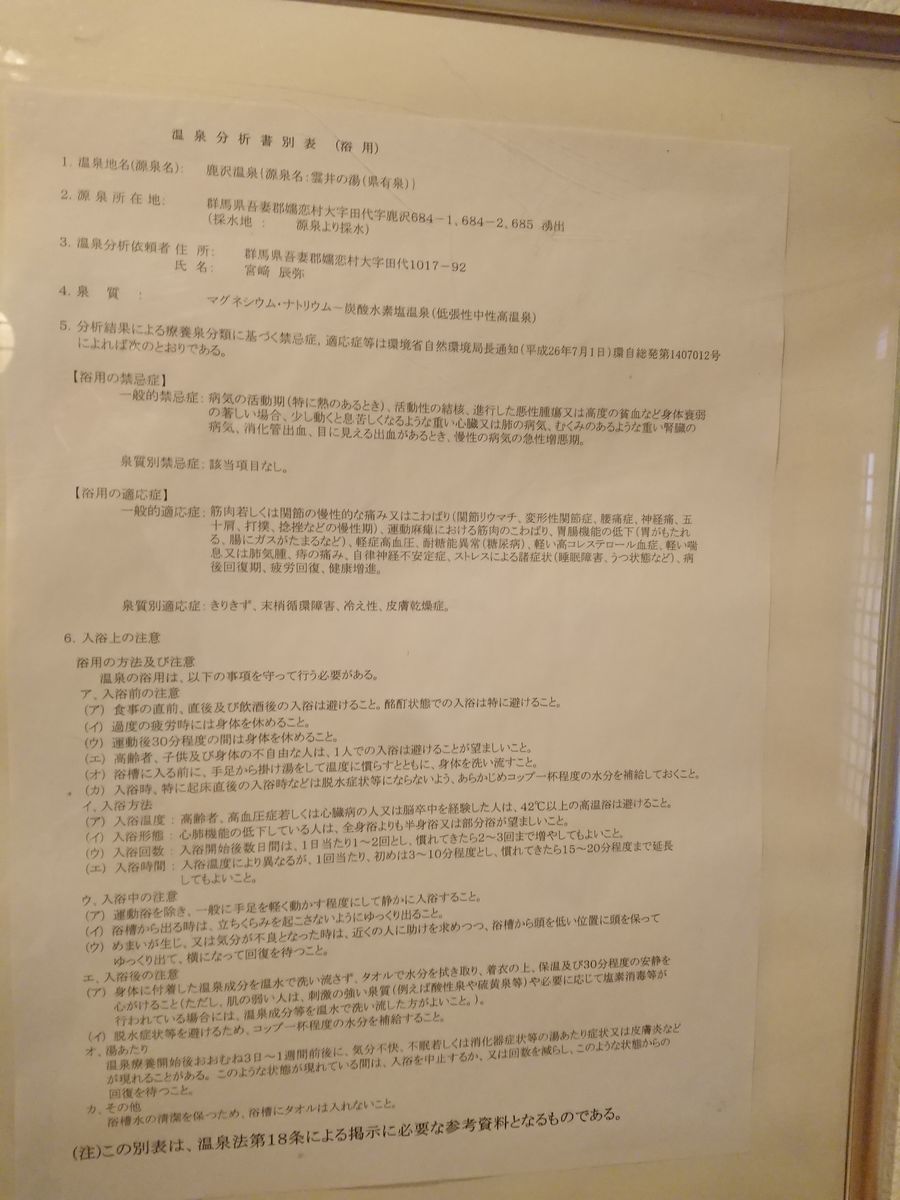 温泉分析書別表 (浴用)
1. 温泉地名(源泉名): 鹿沢温泉{源泉名:雲井の湯(県有泉)}
2. 源泉所在地: 群馬県吾妻郡嬬恋村大字田代字鹿沢684-1、684-2、685 湧出
(採水地 : 源泉より採水)
3. 温泉分析依頼者 住 所: 群馬県吾妻郡嬬恋村大字田代1017-92
氏 名: 宮﨑 辰弥
4. 泉 質 : マグネシウム・ナトリウム-炭酸水素塩温泉(低張性中性高温泉)
5. 分析結果による療養泉分類に基づく禁忌症, 適応症等は環境省自然環境局長通知(平成26年7月1日)環自総発第1407012号
によれば次のとおりである。
【浴用の禁忌症】
一般的禁忌症: 病気の活動期(特に熱のあるとき)、活動性の結核、進行した悪性腫瘍又は高度の貧血など身体衰弱
の著しい場合、少し動くと息苦しくなるような重い心臓又は肺の病気、むくみのあるような重い腎臓の
病気、消化管出血、目に見える出血があるとき、慢性の病気の急性増悪期。
泉質別禁忌症: 該当項目なし。
【浴用の適応症】
一般的適応症: 筋肉若しくは関節の慢性的な痛み又はこわばり(関節リウマチ、変形性関節症、腰痛症、神経痛、五
十肩、打撲、捻挫などの慢性期)、運動麻痺における筋肉のこわばり、胃腸機能の低下(胃がもたれ
る、腸にガスがたまるなど)、軽症高血圧、耐糖能異常(糖尿病)、軽い高コレステロール血症、軽い喘
息又は肺気腫、痔の痛み、自律神経不安定症、ストレスによる諸症状(睡眠障害、うつ状態など)、病
後回復期、疲労回復、健康増進。
泉質別適応症: きりきず、末梢循環障害、冷え性、皮膚乾燥症。
6. 入浴上の注意
浴用の方法及び注意
温泉の浴用は、以下の事項を守って行う必要がある。
ア、入浴前の注意
(ア) 食事の直前、直後及び飲酒後の入浴は避けること。酩酊状態での入浴は特に避けること。
(イ) 過度の疲労時には身体を休めること。
(ウ) 運動後30分程度の間は身体を休めること。
(エ) 高齢者、子供及び身体の不自由な人は、1人での入浴は避けることが望ましいこと。
(オ) 浴槽に入る前に、手足から掛け湯をして温度に慣らすとともに、身体を洗い流すこと。
(カ) 入浴時、特に起床直後の入浴時などは脱水症状等にならないよう、あらかじめコップ一杯程度の水分を補給しておくこと。
イ、入浴方法
(ア) 入浴温度 : 高齢者、高血圧症若しくは心臓病の人又は脳卒中を経験した人は、42℃以上の高温浴は避けること。
(イ) 入浴形態 : 心肺機能の低下している人は、全身浴よりも半身浴又は部分浴が望ましいこと。
(ウ) 入浴回数 : 入浴開始後数日間は、1日当たり1~2回とし、慣れてきたら2~3回まで増やしてもよいこと。
(エ) 入浴時間 : 入浴温度により異なるが、1回当たり、初めは3~10分程度とし、慣れてきたら15~20分程度まで延長
してもよいこと。
ウ、入浴中の注意
(ア) 運動浴を除き、一般に手足を軽く動かす程度にして静かに入浴すること。
(イ) 浴槽から出る時は、立ちくらみを起こさないようにゆっくり出ること。
(ウ) めまいが生じ、又は気分が不良となった時は、近くの人に助けを求めつつ、浴槽から頭を低い位置に頭を保って
ゆっくり出て、横になって回復を待つこと。
エ、入浴後の注意
(ア) 身体に付着した温泉成分を温水で洗い流さず、タオルで水分を拭き取り、着衣の上、保温及び30分程度の安静を
心がけること(ただし、肌の弱い人は、刺激の強い泉質(例えば酸性泉や硫黄泉等)や必要に応じて塩素消毒等が
行われている場合には、温泉成分等を温水で洗い流した方がよいこと。)。
(イ) 脱水症状等を避けるため、コップ一杯程度の水分を補給すること。
オ、湯あたり
温泉療養開始後おおむね3日~1週間前後に、気分不快、不眠若しくは消化器症状等の湯あたり症状又は皮膚炎など
が現れることがある。このような状態が現れている間は、入浴を中止するか、又は回数を減らし、このような状態からの
回復を待つこと。
カ、その他
浴槽水の清潔を保つため、浴槽にタオルは入れないこと。
(注)この別表は、温泉法第18条による掲示に必要な参考資料となるものである。